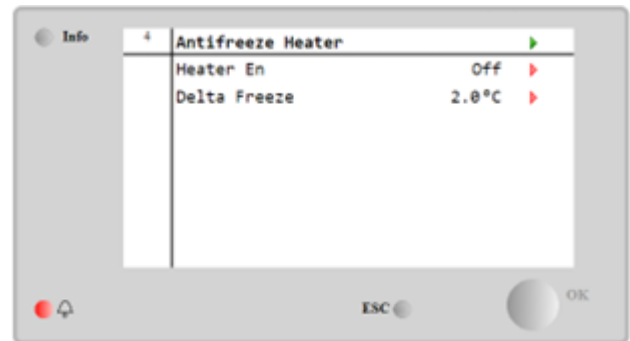 Info
4 Antifreeze Heater
Heater En Off
Delta Freeze 2.0°C
ESC
OK